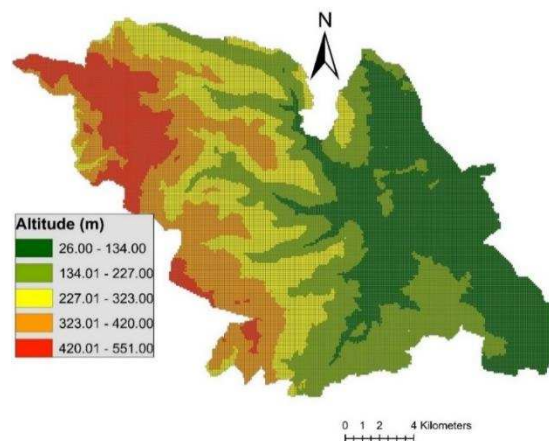 N
Altitude (m)
26.00 - 134.00
134.01 - 227.00
227.01 - 323.00
323.01 - 420.00
420.01 - 551.00
0 1 2 4 Kilometers